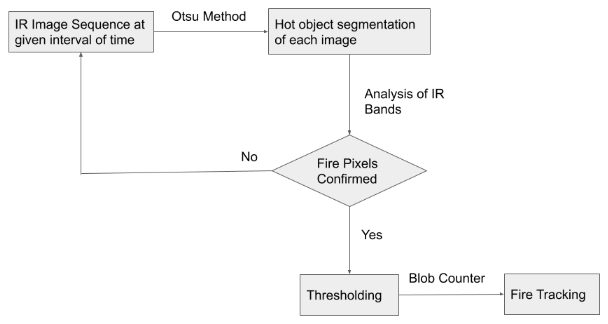 IR Image Sequence at
given interval of time
Otsu Method
Hot object segmentation
of each image
Analysis of IR
Bands
Fire Pixels
Confirmed
No
Yes
Thresholding
Blob Counter
Fire Tracking